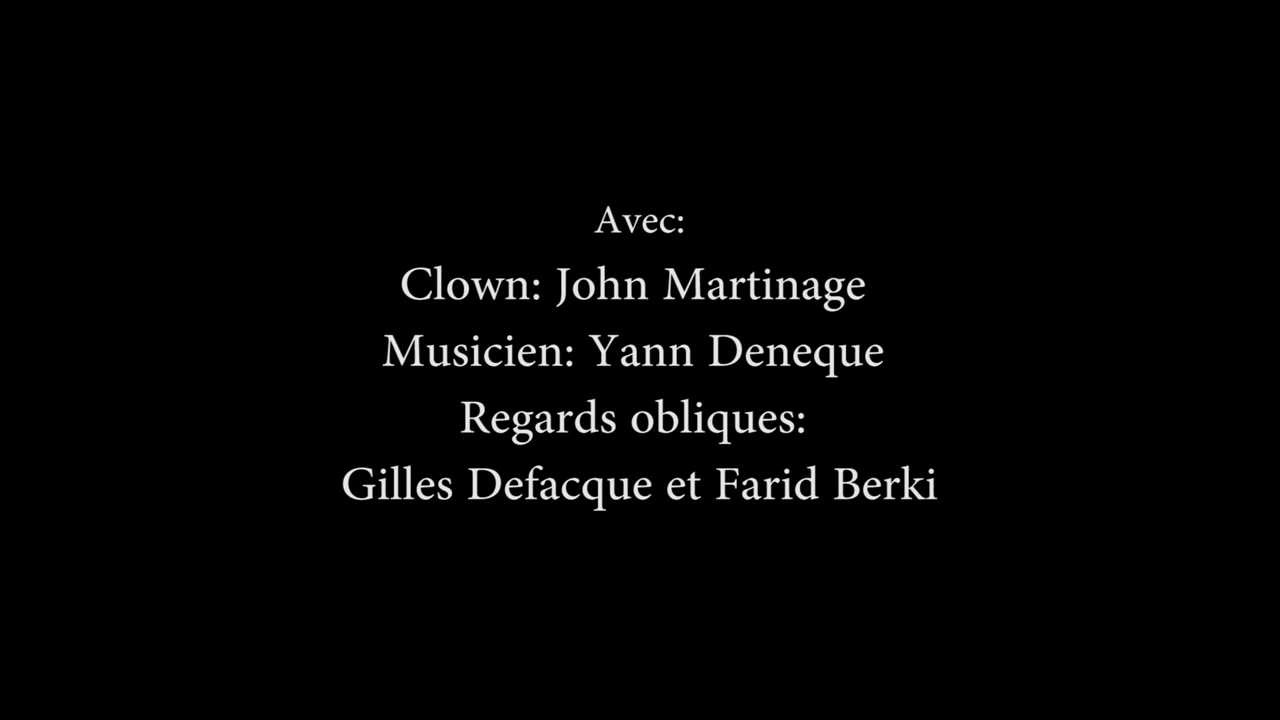 Avec:
Clown: John Martinage
Musicien: Yann Deneque
Regards obliques:
Gilles Defacque et Farid Berki